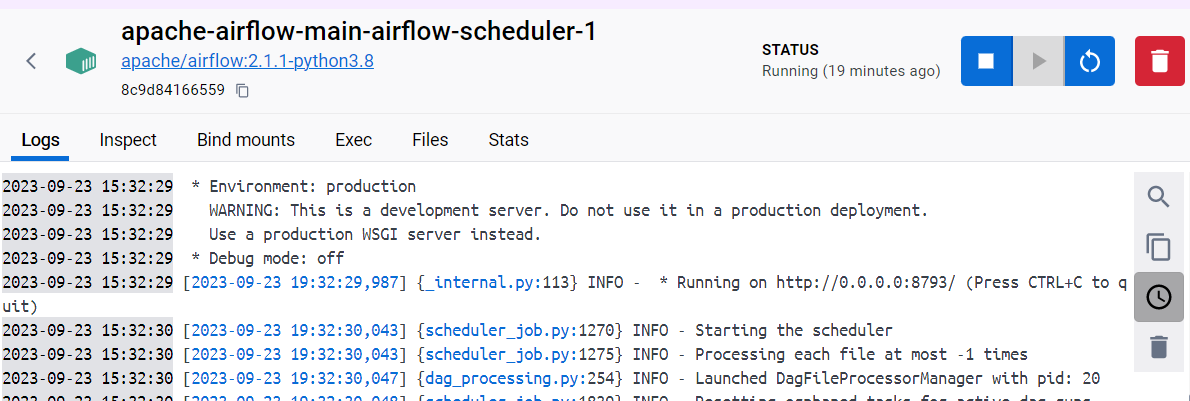 apache-airflow-main-airflow-scheduler-1
apache/airflow:2.1.1-python3.8
8c9d84166559
STATUS
Running (19 minutes ago)
Logs Inspect Bind mounts Exec Files Stats
2023-09-23 15:32:29 * Environment: production
2023-09-23 15:32:29 WARNING: This is a development server. Do not use it in a production deployment.
2023-09-23 15:32:29 Use a production WSGI server instead.
2023-09-23 15:32:29 * Debug mode: off
2023-09-23 15:32:29 [2023-09-23 19:32:29,987] {_internal.py:113} INFO - * Running on http://0.0.0.0:8793/ (Press CTRL+C to q
uit)
2023-09-23 15:32:30 [2023-09-23 19:32:30,043] {scheduler_job.py:1270} INFO - Starting the scheduler
2023-09-23 15:32:30 [2023-09-23 19:32:30,043] {scheduler_job.py:1275} INFO - Processing each file at most -1 times
2023-09-23 15:32:30 [2023-09-23 19:32:30,047] {dag_processing.py:254} INFO - Launched DagFileProcessorManager with pid: 20